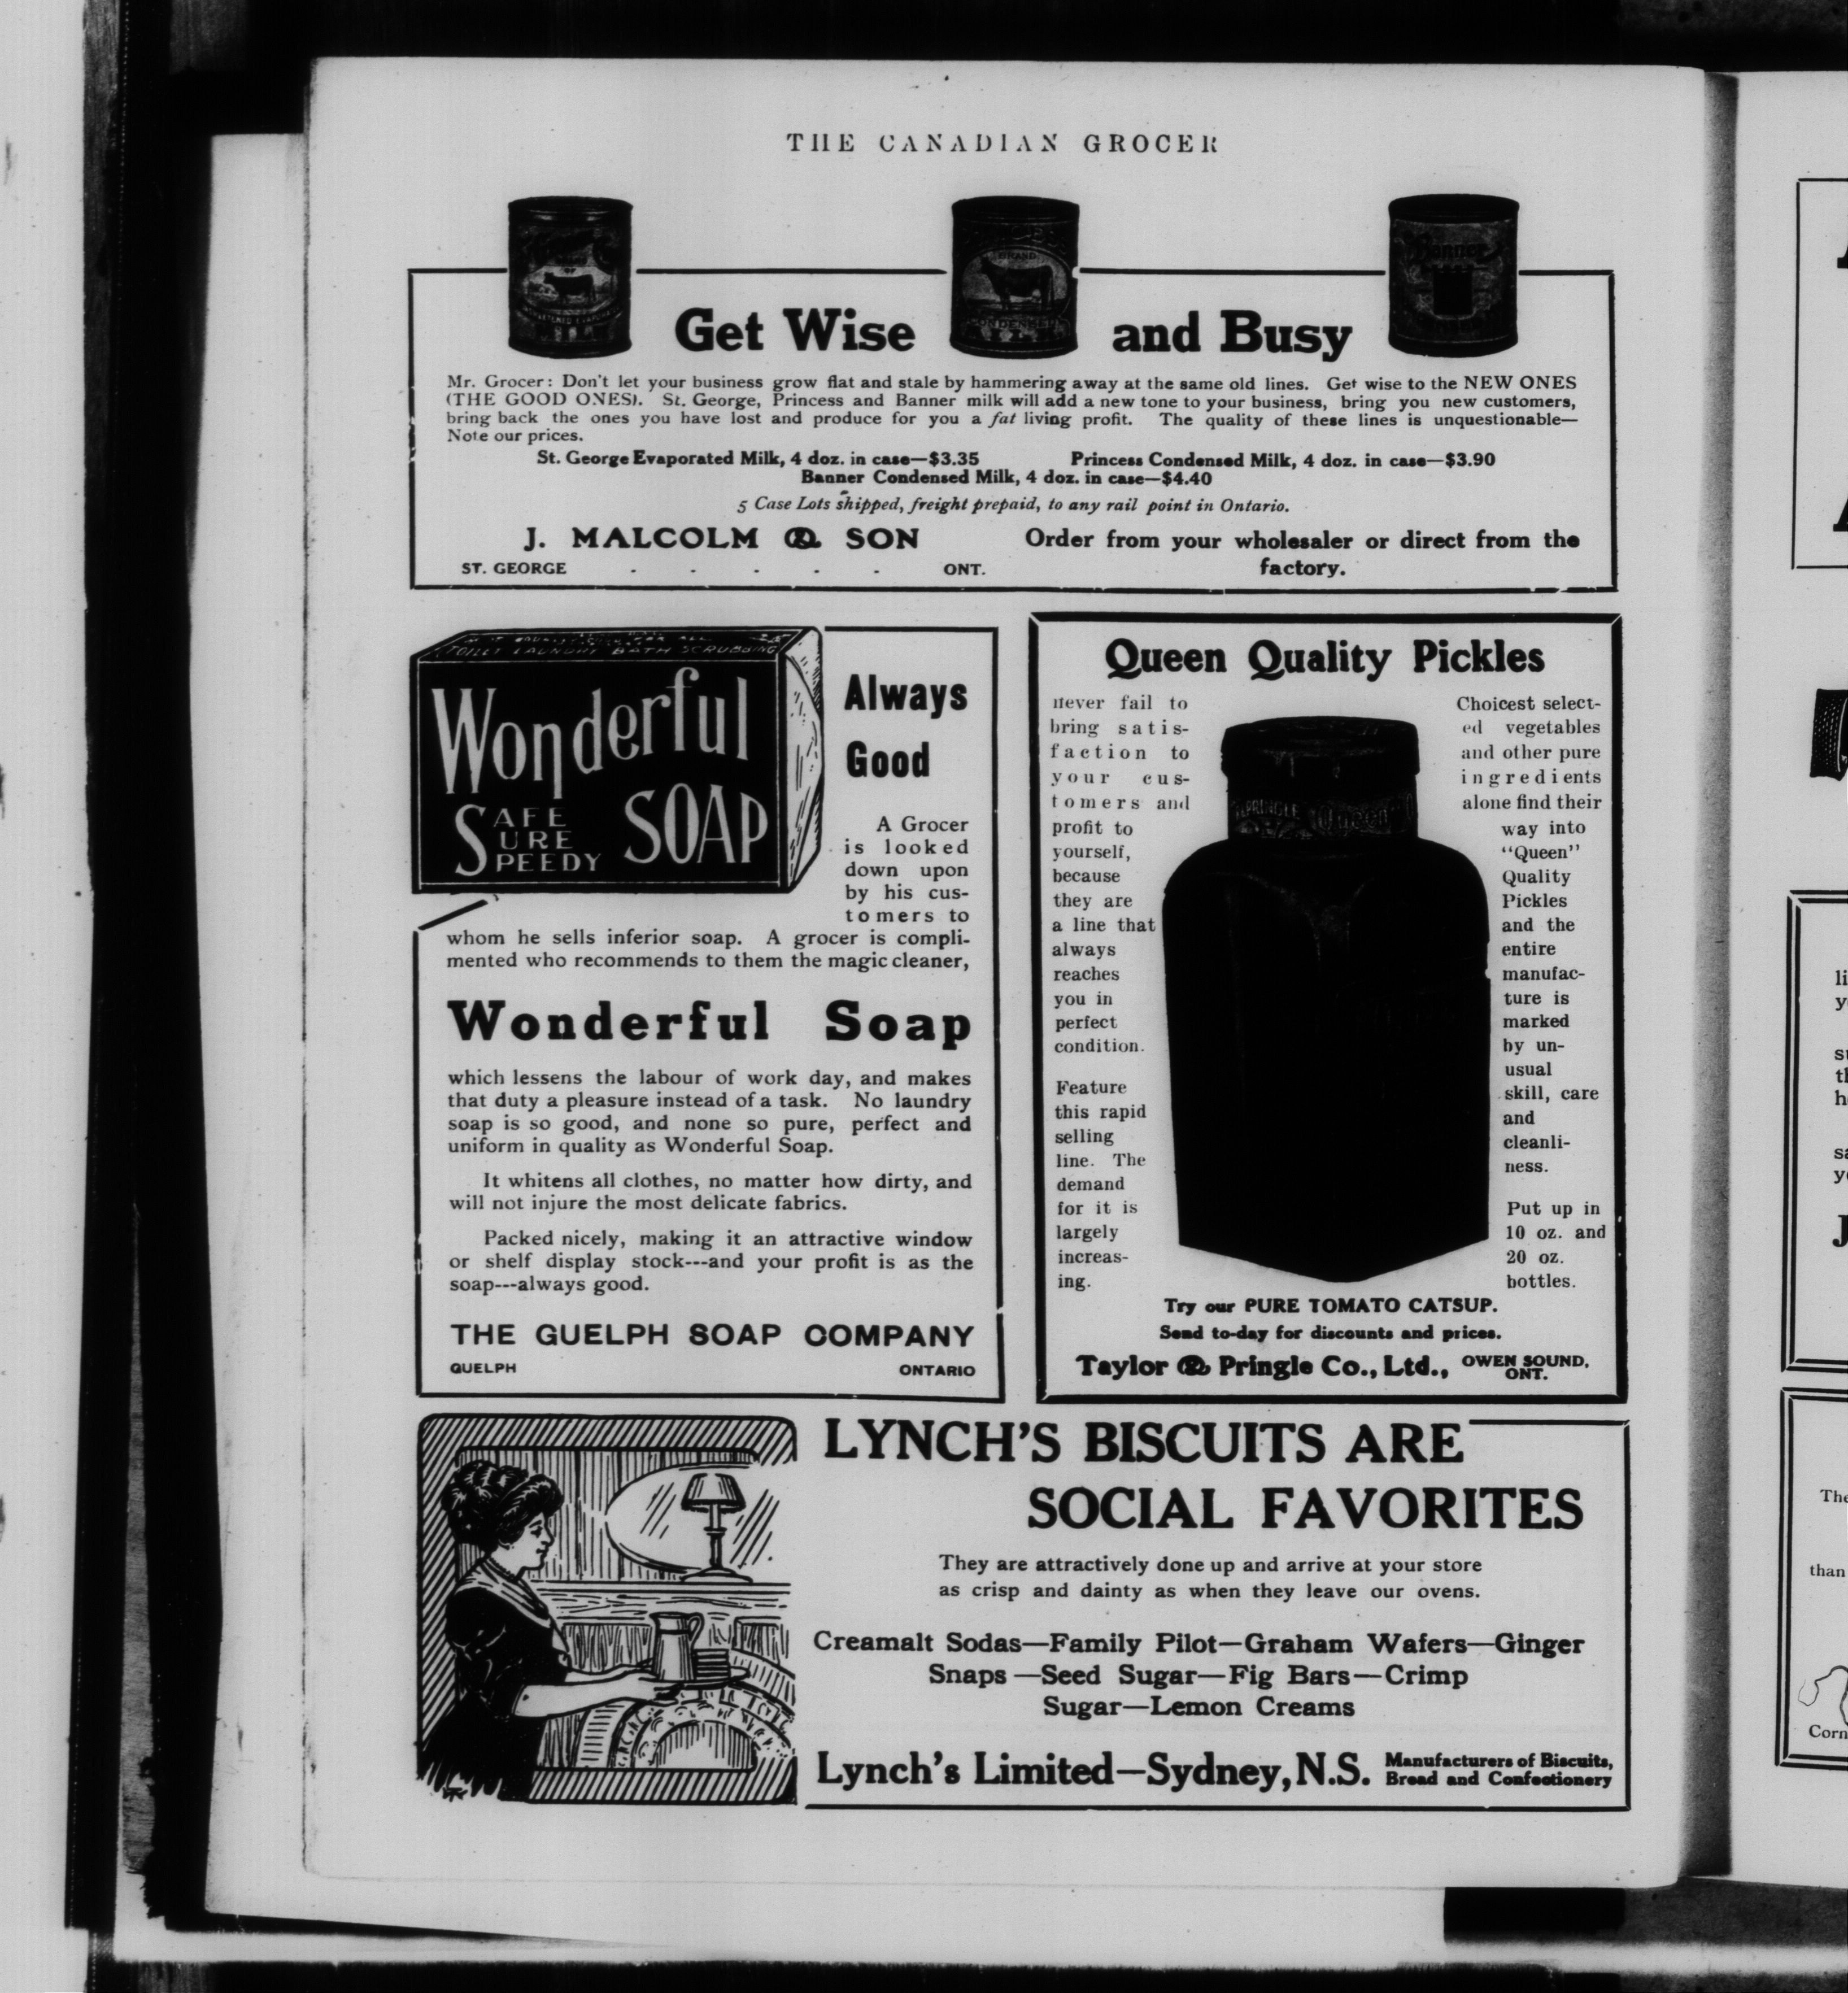 THE CANADIAN GROCER
BRAND
CONDENSED
MILK
BANNER
Get Wise and Busy
Mr. Grocer: Don't let your business grow flat and stale by hammering away at the same old lines. Get wise to the NEW ONES
(THE GOOD ONES). St. George, Princess and Banner milk will add a new tone to your business, bring you new customers,
bring back the ones you have lost and produce for you a fat living profit. The quality of these lines is unquestionable—
Note our prices.
St. George Evaporated Milk, 4 doz. in case—$3.35 Princess Condensed Milk, 4 doz. in case—$3.90
Banner Condensed Milk, 4 doz. in case—$4.40
5 Case Lots shipped, freight prepaid, to any rail point in Ontario.
J. MALCOLM & SON
ST. GEORGE - - - - - ONT.
Order from your wholesaler or direct from the
factory.
FOR ALL
TOILET LAUNDRY BATH SCRUBBING
Wonderful
SOAP
SAFE
SURE
SPEEDY
Always
Good
A Grocer
is looked
down upon
by his cus-
tomers to
whom he sells inferior soap. A grocer is compli-
mented who recommends to them the magic cleaner,
Wonderful Soap
which lessens the labour of work day, and makes
that duty a pleasure instead of a task. No laundry
soap is so good, and none so pure, perfect and
uniform in quality as Wonderful Soap.
It whitens all clothes, no matter how dirty, and
will not injure the most delicate fabrics.
Packed nicely, making it an attractive window
or shelf display stock---and your profit is as the
soap---always good.
THE GUELPH SOAP COMPANY
GUELPH ONTARIO
Queen Quality Pickles
never fail to
bring satis-
faction to
your cus-
tomers and
profit to
yourself,
because
they are
a line that
always
reaches
you in
perfect
condition.
Feature
this rapid
selling
line. The
demand
for it is
largely
increas-
ing.
PRINGLE
Queen
Choicest select-
ed vegetables
and other pure
ingredients
alone find their
way into
"Queen"
Quality
Pickles
and the
entire
manufac-
ture is
marked
by un-
usual
skill, care
and
cleanli-
ness.
Put up in
10 oz. and
20 oz.
bottles.
Try our PURE TOMATO CATSUP.
Send to-day for discounts and prices.
Taylor & Pringle Co., Ltd., OWEN SOUND,
ONT.
LYNCH'S BISCUITS ARE
SOCIAL FAVORITES
They are attractively done up and arrive at your store
as crisp and dainty as when they leave our ovens.
Creamalt Sodas—Family Pilot—Graham Wafers—Ginger
Snaps—Seed Sugar—Fig Bars—Crimp
Sugar—Lemon Creams
Lynch's Limited—Sydney, N.S.
Manufacturers of Biscuits,
Bread and Confectionery
The
than
Corn